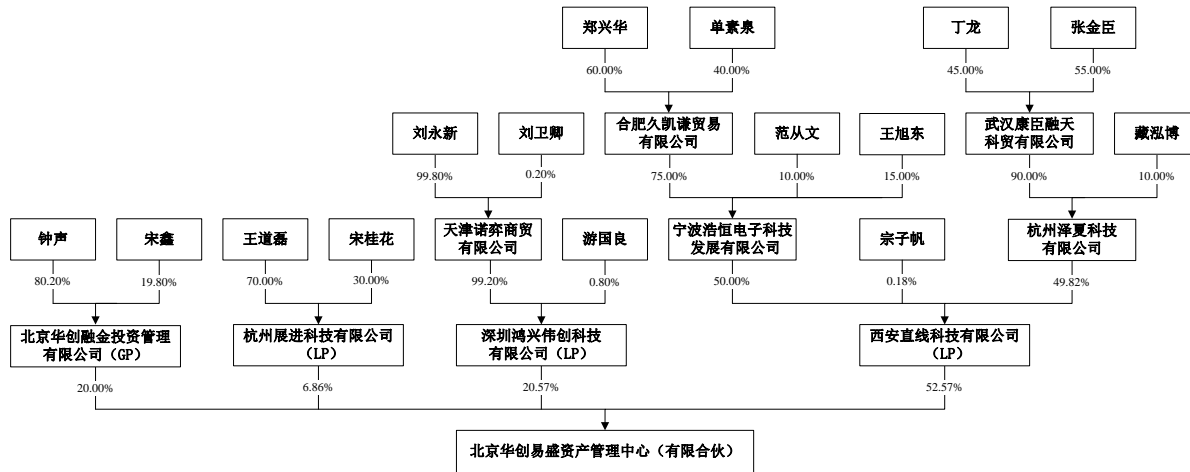 郑兴华
单素泉
丁龙
张金臣
60.00%
40.00%
45.00%
55.00%
刘永新
刘卫卿
合肥久凯谦贸易
有限公司
范从文
王旭东
武汉康臣融天
科贸有限公司
藏泓博
99.80%
0.20%
75.00%
10.00%
15.00%
90.00%
10.00%
钟声
宋鑫
王道磊
宋桂花
天津诺弈商贸
有限公司
游国良
宁波浩恒电子科技
发展有限公司
宗子帆
杭州泽夏科技
有限公司
80.20%
19.80%
70.00%
30.00%
99.20%
0.80%
50.00%
0.18%
49.82%
北京华创融金投资管理
有限公司（GP）
杭州展进科技有限公司
（LP）
深圳鸿兴伟创科技
有限公司（LP）
西安直线科技有限公司
（LP）
20.00%
6.86%
20.57%
52.57%
北京华创易盛资产管理中心（有限合伙）